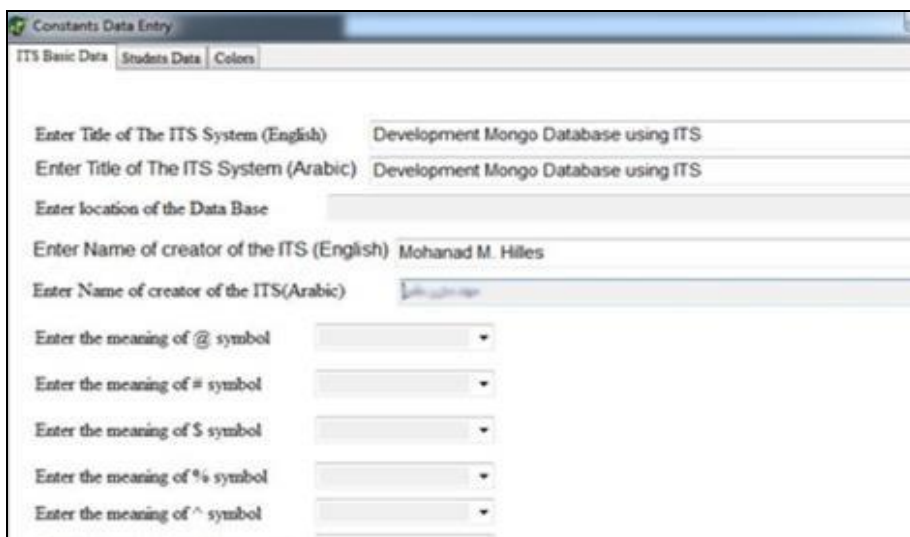 Constants Data Entry
ITS Basic Data Students Data Colors
Enter Title of The ITS System (English) Development Mongo Database using ITS
Enter Title of The ITS System (Arabic) Development Mongo Database using ITS
Enter location of the Data Base
Enter Name of creator of the ITS (English) Mohanad M. Hilles
Enter Name of creator of the ITS(Arabic)
Enter the meaning of @ symbol
Enter the meaning of # symbol
Enter the meaning of $ symbol
Enter the meaning of % symbol
Enter the meaning of ^ symbol